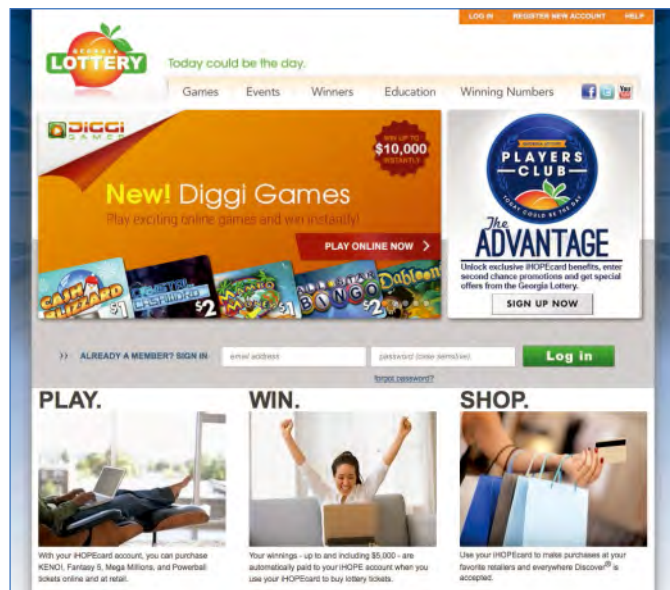 LOG IN REGISTER NEW ACCOUNT HELP
GEORGIA
LOTTERY
Today could be the day.
Games Events Winners Education Winning Numbers
You
DIGGI
GAMES
WIN UP TO
$10,000
INSTANTLY
New! Diggi Games
Play exciting online games and win instantly!
PLAY ONLINE NOW >
CASH
BLIZZARD
$1
CASHWORD
$2
$1
ALL STAR
BINGO
$2
Dabloons
GEORGIA LOTTERY
PLAYERS
CLUB
TODAY COULD BE THE DAY
The
ADVANTAGE
Unlock exclusive iHOPEcard benefits, enter
second chance promotions and get special
offers from the Georgia Lottery.
SIGN UP NOW
>> ALREADY A MEMBER? SIGN IN email address password (case sensitive) Log in
forgot password?
PLAY. WIN. SHOP.
With your iHOPEcard account, you can purchase
KENO!, Fantasy 5, Mega Millions, and Powerball
tickets online and at retail.
Your winnings - up to and including $5,000 - are
automatically paid to your iHOPE account when you
use your iHOPEcard to buy lottery tickets.
Use your iHOPEcard to make purchases at your
favorite retailers and everywhere Discover® is
accepted.